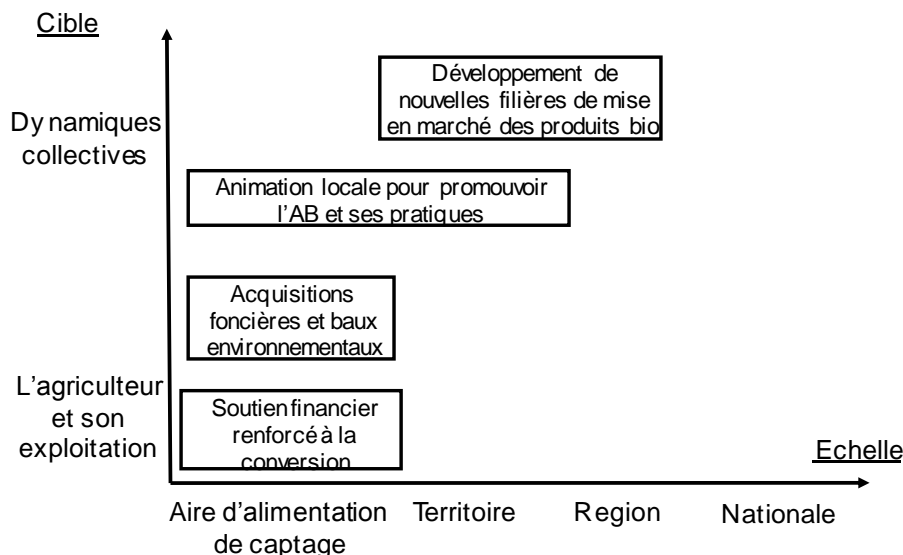 Cible
Développement de
nouvelles filières de mise
en marché des produits bio
Dynamiques
collectives
Animation locale pour promouvoir
l'AB et ses pratiques
Acquisitions
foncières et baux
environnementaux
L'agriculteur
et son
exploitation
Soutien financier
renforcé à la
conversion
Echelle
Aire d'alimentation
de captage
Territoire
Region
Nationale